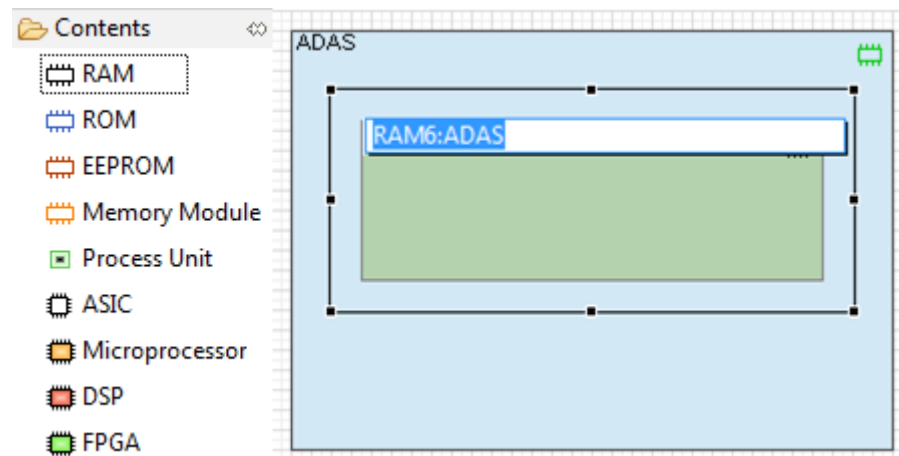 Contents
RAM
ROM
EEPROM
Memory Module
Process Unit
ASIC
Microprocessor
DSP
FPGA
ADAS
RAM6:ADAS